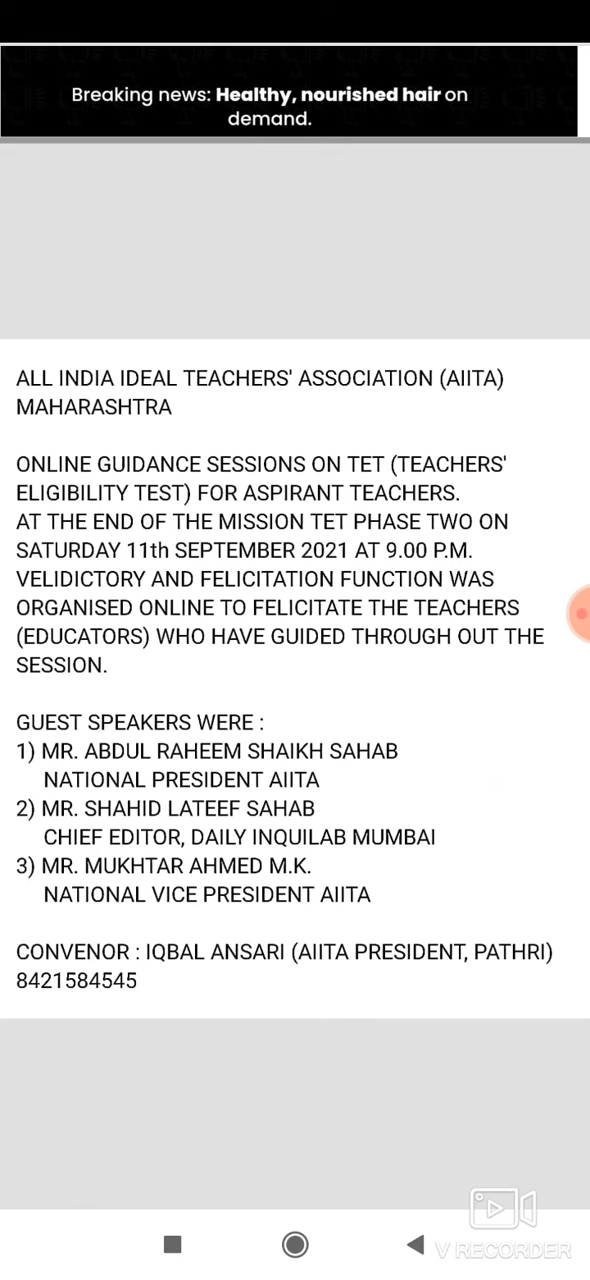 Breaking news: Healthy, nourished hair on
demand.
ALL INDIA IDEAL TEACHERS' ASSOCIATION (AIITA)
MAHARASHTRA
ONLINE GUIDANCE SESSIONS ON TET (TEACHERS'
ELIGIBILITY TEST) FOR ASPIRANT TEACHERS.
AT THE END OF THE MISSION TET PHASE TWO ON
SATURDAY 11th SEPTEMBER 2021 AT 9.00 P.M.
VELIDICTORY AND FELICITATION FUNCTION WAS
ORGANISED ONLINE TO FELICITATE THE TEACHERS
(EDUCATORS) WHO HAVE GUIDED THROUGH OUT THE
SESSION.
GUEST SPEAKERS WERE :
1) MR. ABDUL RAHEEM SHAIKH SAHAB
NATIONAL PRESIDENT AIITA
2) MR. SHAHID LATEEF SAHAB
CHIEF EDITOR, DAILY INQUILAB MUMBAI
3) MR. MUKHTAR AHMED M.K.
NATIONAL VICE PRESIDENT AIITA
CONVENOR : IQBAL ANSARI (AIITA PRESIDENT, PATHRI)
8421584545
V RECORDER